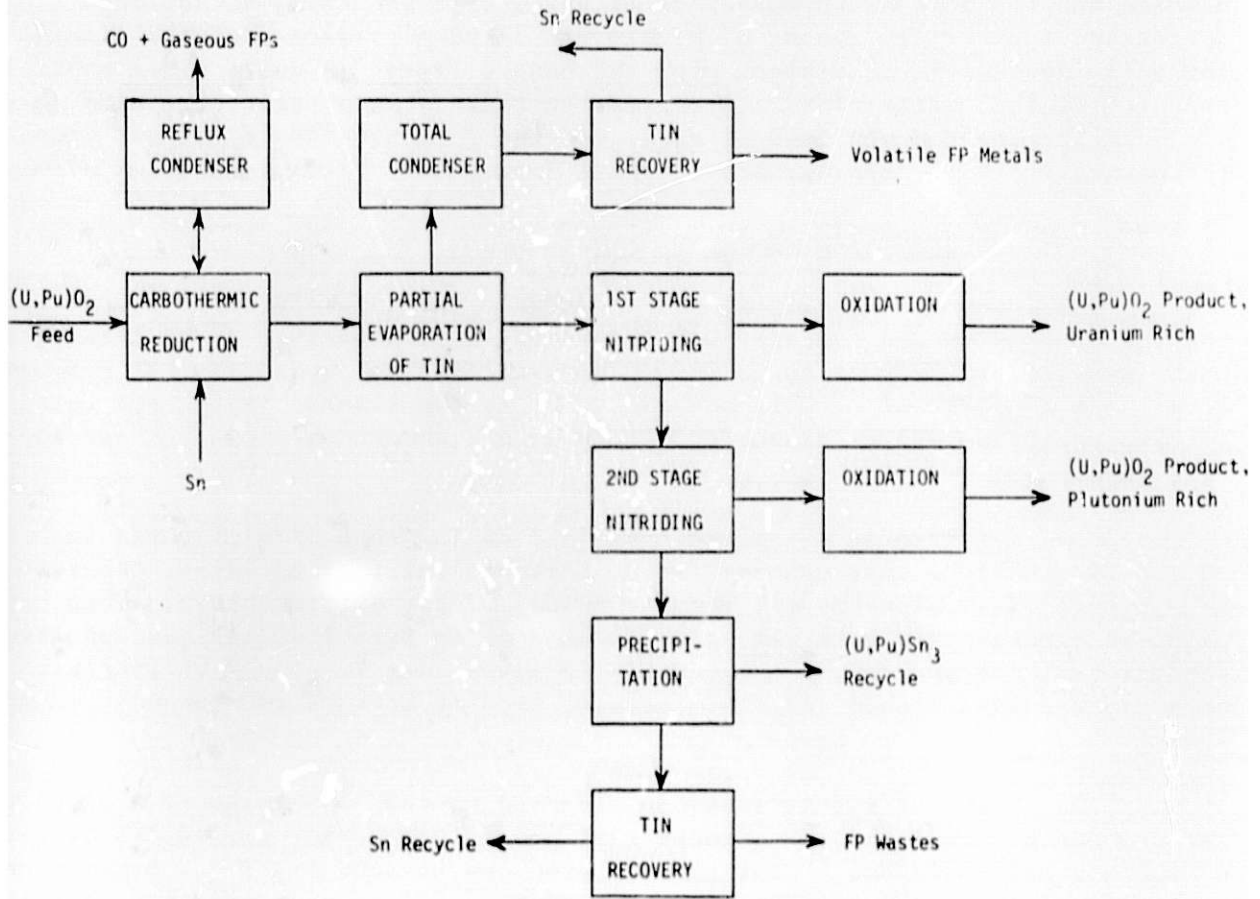 Sn Recycle
CO + Gaseous FPs
REFLUX
CONDENSER
TOTAL
CONDENSER
TIN
RECOVERY
Volatile FP Metals
(U,Pu)O2
Feed
CARBOTHERMIC
REDUCTION
PARTIAL
EVAPORATION
OF TIN
1ST STAGE
NITRIDING
OXIDATION
(U,Pu)O2 Product,
Uranium Rich
Sn
2ND STAGE
NITRIDING
OXIDATION
(U,Pu)O2 Product,
Plutonium Rich
PRECIPI-
TATION
(U,Pu)Sn3
Recycle
Sn Recycle
TIN
RECOVERY
FP Wastes